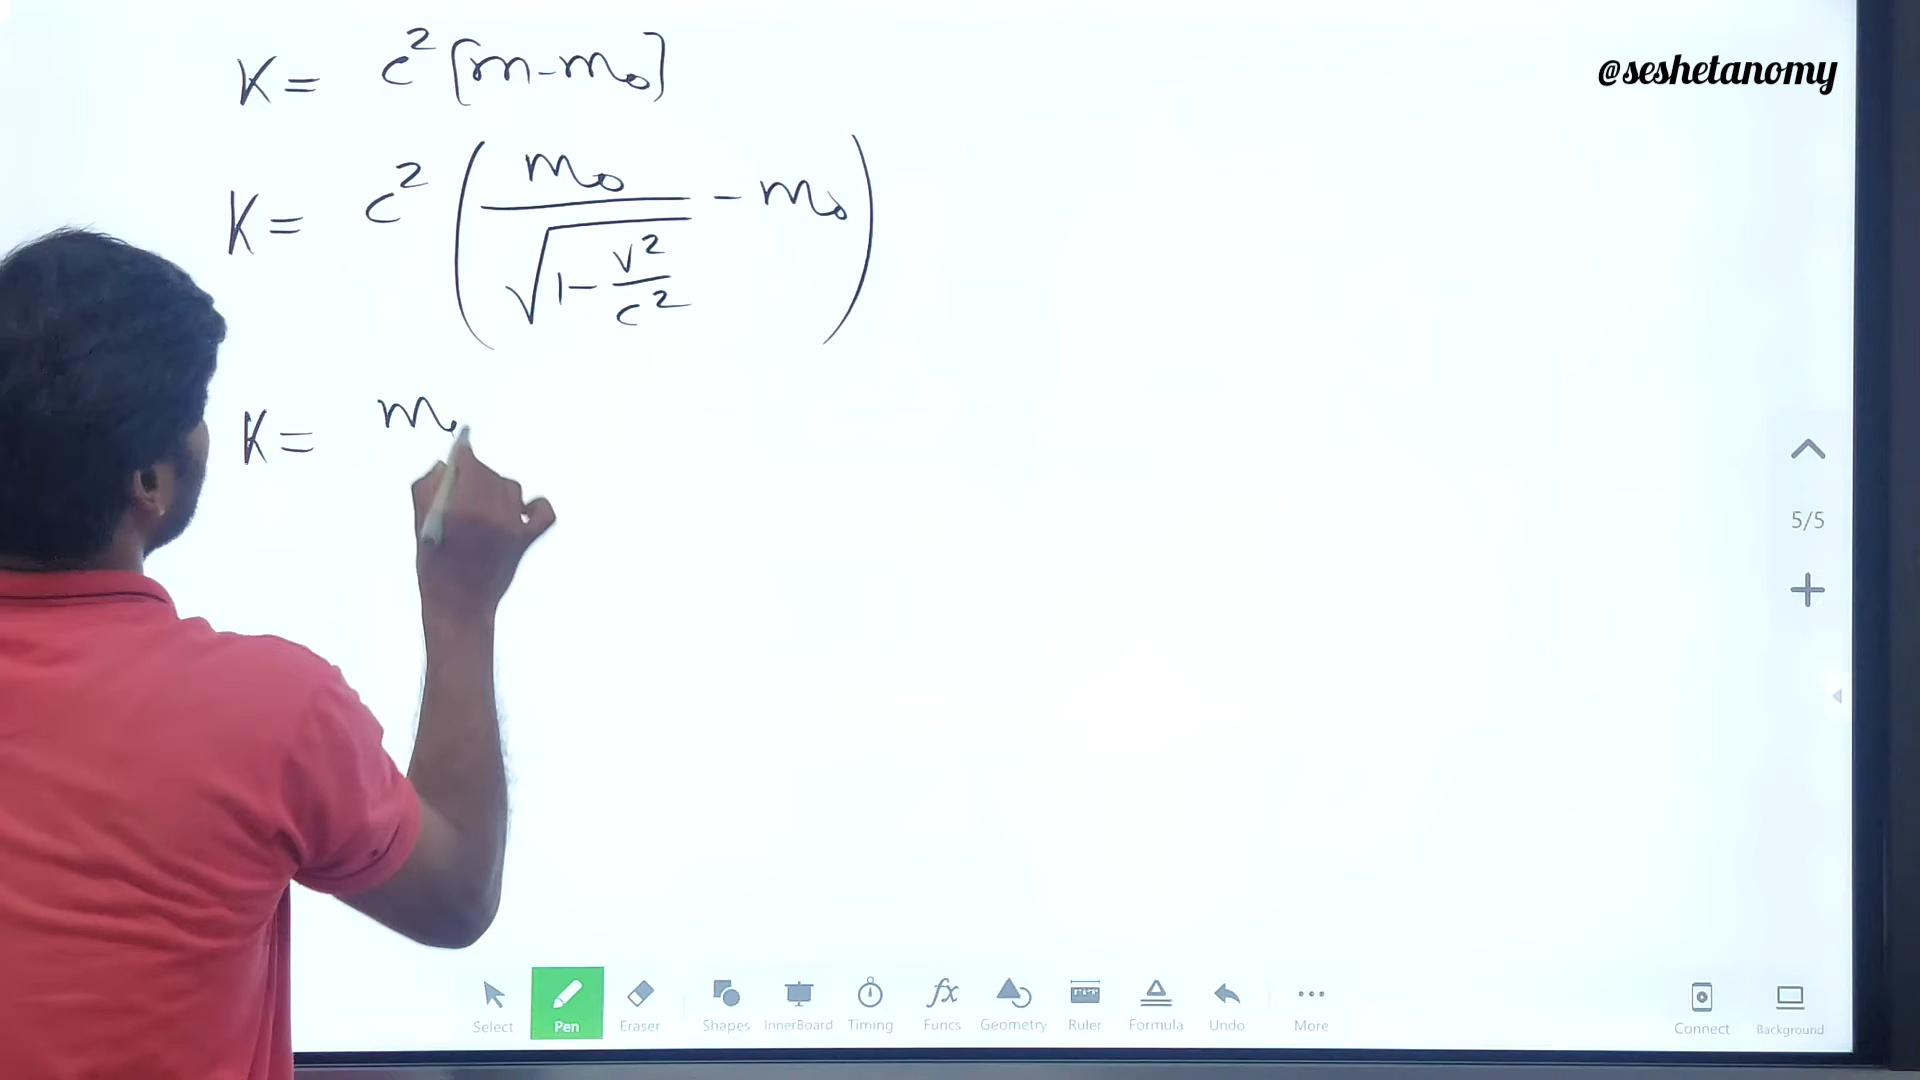 @seshetanomy
K = c² [m - m₀]
K = c² ( m₀ / √(1 - v²/c²) - m₀ )
K = m₀
5/5
Select Pen Eraser Shapes InnerBoard Timing Funcs Geometry Ruler Formula Undo More Connect Background